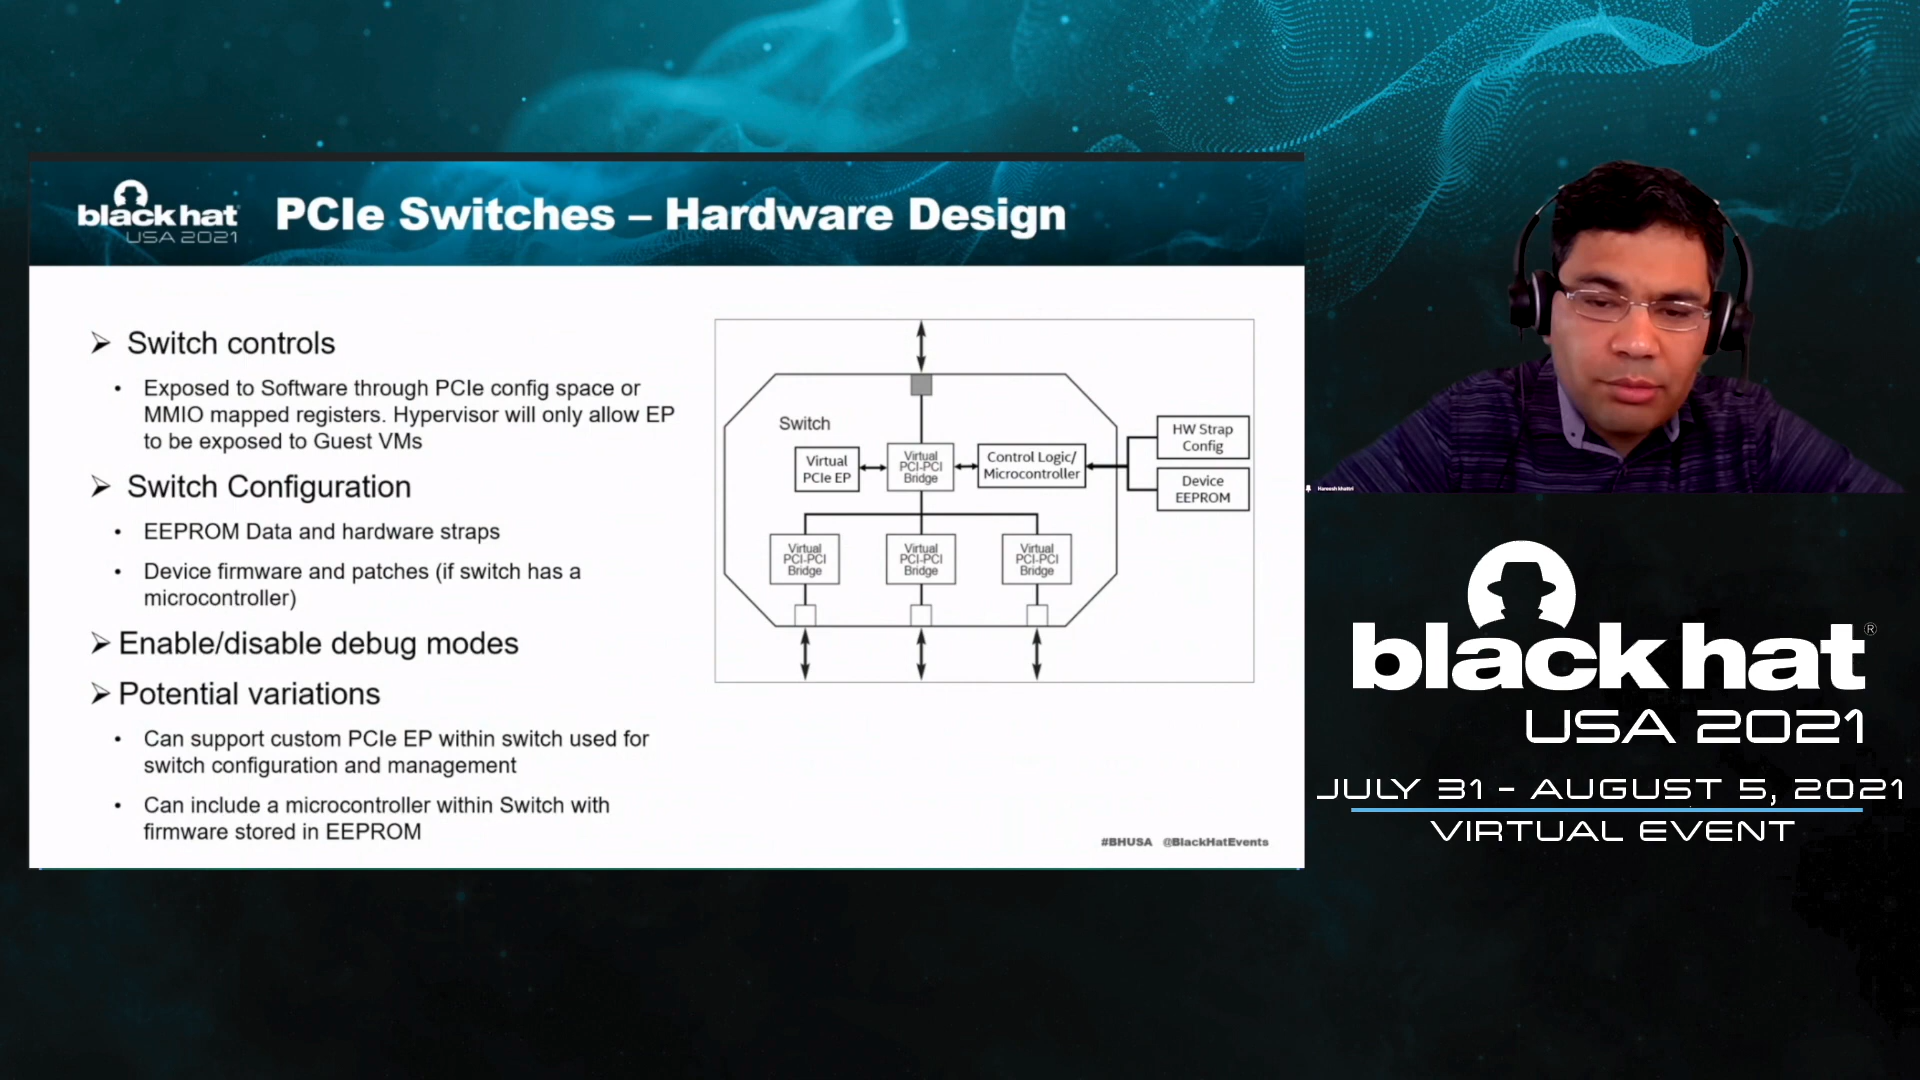 black hat
USA 2021
PCIe Switches – Hardware Design
➢ Switch controls
• Exposed to Software through PCIe config space or
MMIO mapped registers. Hypervisor will only allow EP
to be exposed to Guest VMs
➢ Switch Configuration
• EEPROM Data and hardware straps
• Device firmware and patches (if switch has a
microcontroller)
➢ Enable/disable debug modes
➢ Potential variations
• Can support custom PCIe EP within switch used for
switch configuration and management
• Can include a microcontroller within Switch with
firmware stored in EEPROM
Switch
Virtual
PCIe EP
Virtual
PCI-PCI
Bridge
Control Logic/
Microcontroller
HW Strap
Config
Device
EEPROM
Virtual
PCI-PCI
Bridge
Virtual
PCI-PCI
Bridge
Virtual
PCI-PCI
Bridge
#BHUSA @BlackHatEvents
Hareesh Khattri
black hat®
USA 2021
JULY 31 - AUGUST 5, 2021
VIRTUAL EVENT